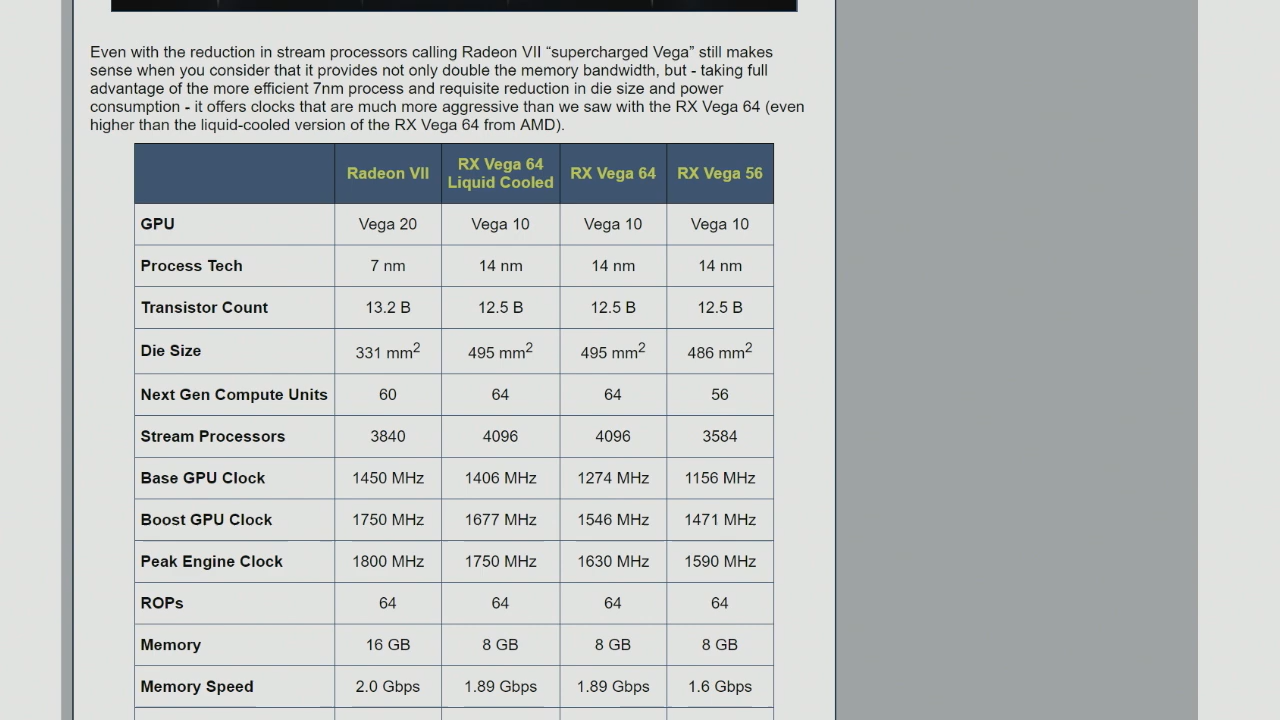 Even with the reduction in stream processors calling Radeon VII “supercharged Vega” still makes
sense when you consider that it provides not only double the memory bandwidth, but - taking full
advantage of the more efficient 7nm process and requisite reduction in die size and power
consumption - it offers clocks that are much more aggressive than we saw with the RX Vega 64 (even
higher than the liquid-cooled version of the RX Vega 64 from AMD).
Radeon VII RX Vega 64 Liquid Cooled RX Vega 64 RX Vega 56
GPU Vega 20 Vega 10 Vega 10 Vega 10
Process Tech 7 nm 14 nm 14 nm 14 nm
Transistor Count 13.2 B 12.5 B 12.5 B 12.5 B
Die Size 331 mm² 495 mm² 495 mm² 486 mm²
Next Gen Compute Units 60 64 64 56
Stream Processors 3840 4096 4096 3584
Base GPU Clock 1450 MHz 1406 MHz 1274 MHz 1156 MHz
Boost GPU Clock 1750 MHz 1677 MHz 1546 MHz 1471 MHz
Peak Engine Clock 1800 MHz 1750 MHz 1630 MHz 1590 MHz
ROPs 64 64 64 64
Memory 16 GB 8 GB 8 GB 8 GB
Memory Speed 2.0 Gbps 1.89 Gbps 1.89 Gbps 1.6 Gbps